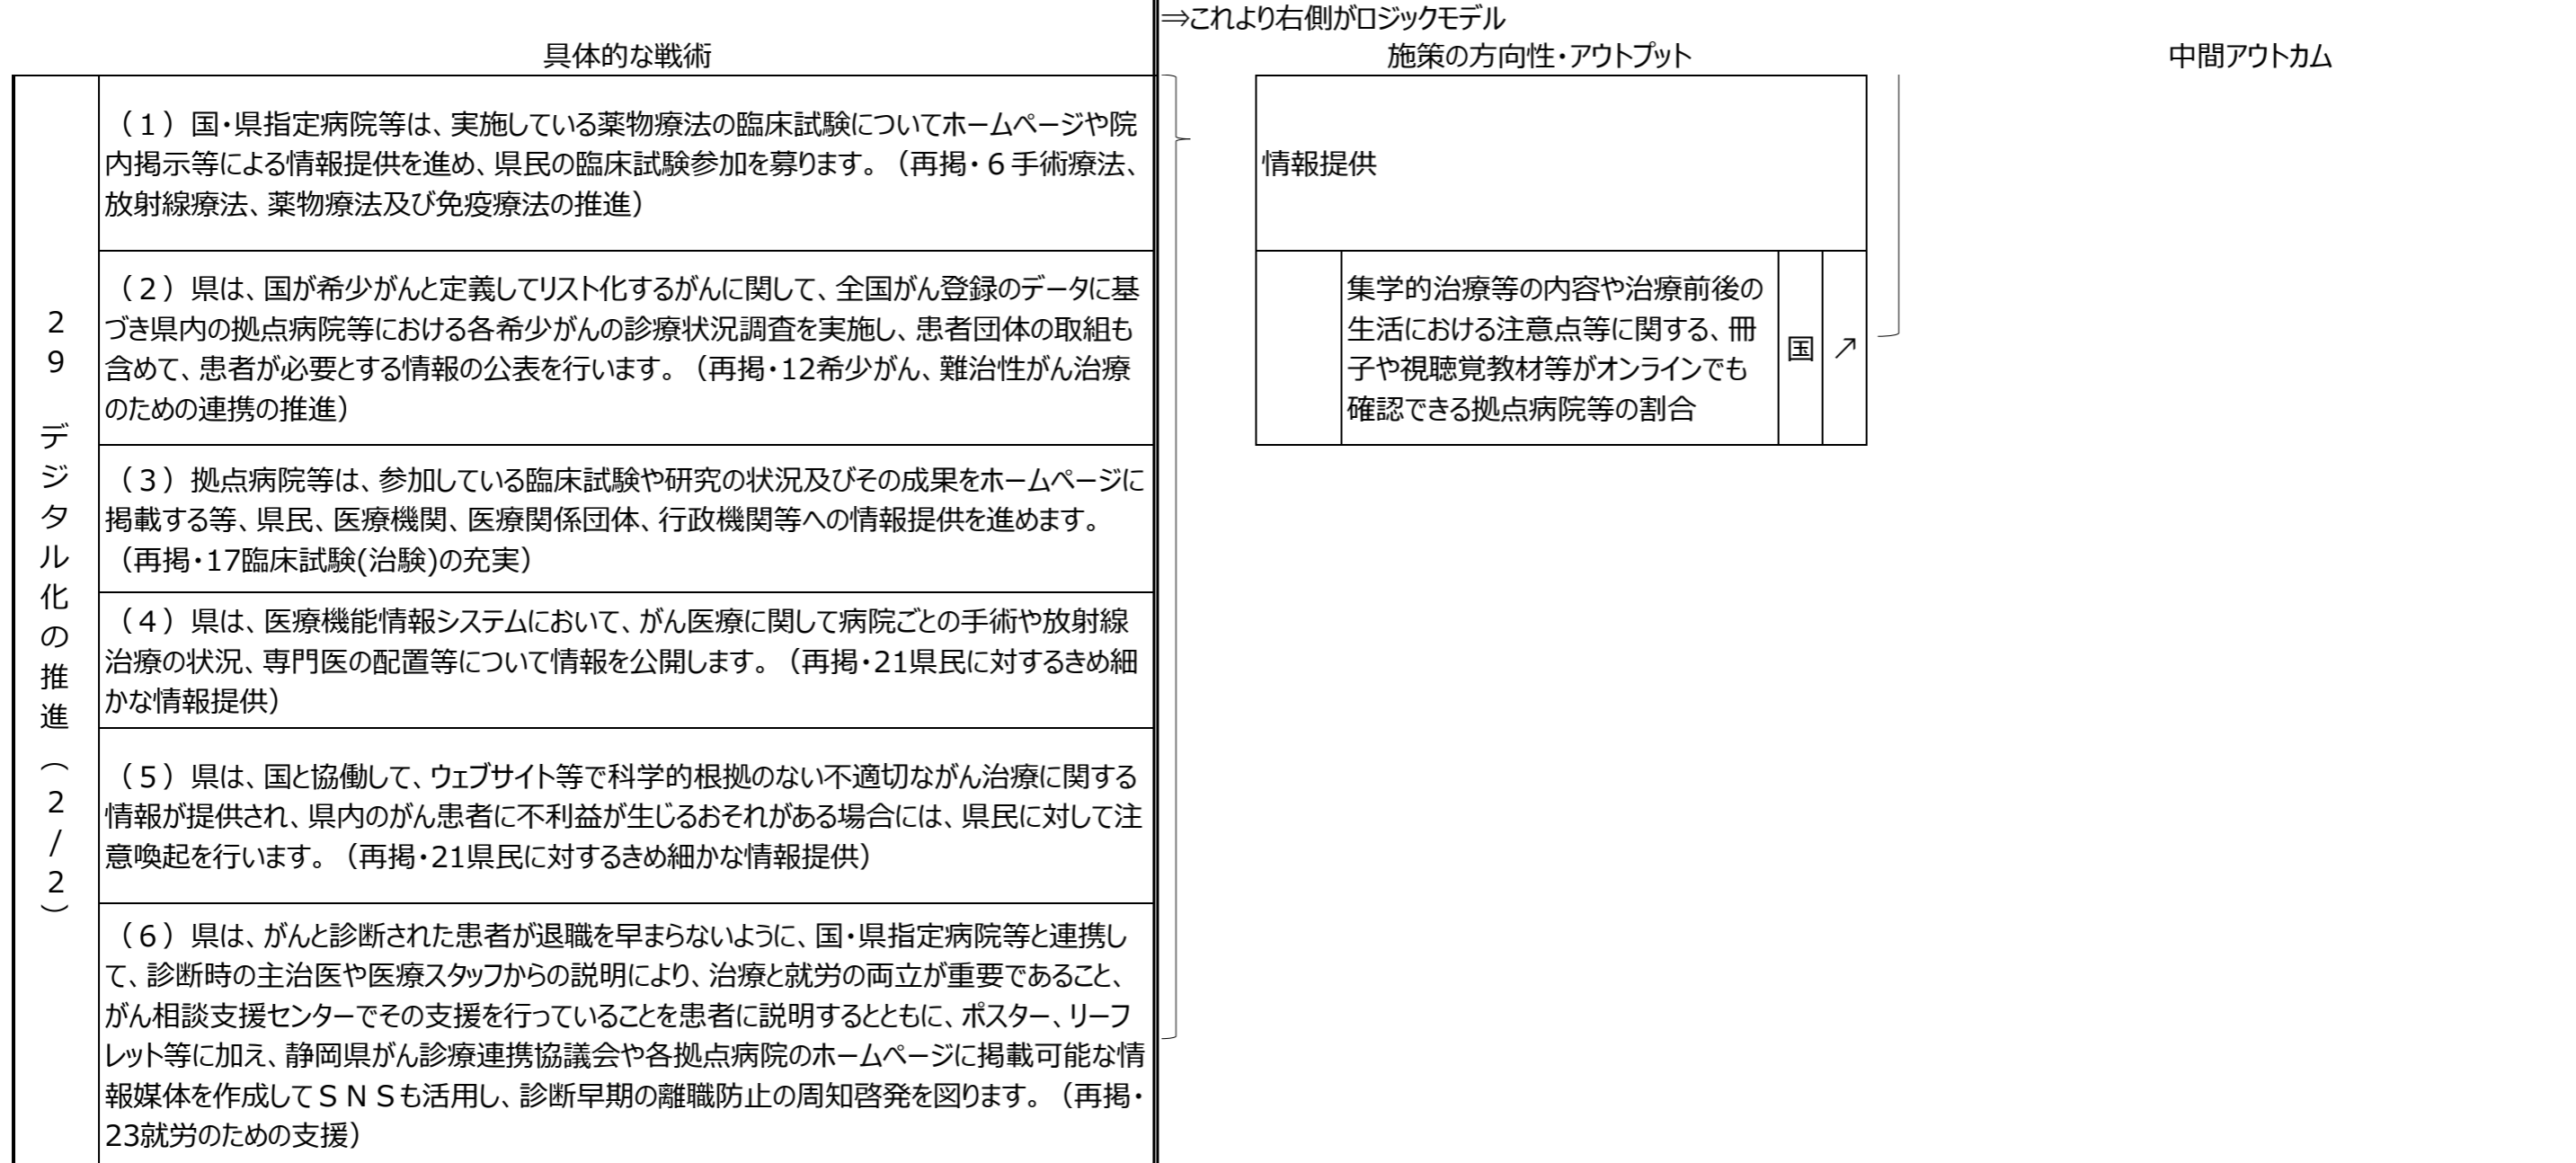 ⇒これより右側がロジックモデル
具体的な戦術
施策の方向性・アウトプット
中間アウトカム
29 デジタル化の推進（2/2）
（１）国・県指定病院等は、実施している薬物療法の臨床試験についてホームページや院
内掲示等による情報提供を進め、県民の臨床試験参加を募ります。（再掲・６手術療法、
放射線療法、薬物療法及び免疫療法の推進）
情報提供
（２）県は、国が希少がんと定義してリスト化するがんに関して、全国がん登録のデータに基
づき県内の拠点病院等における各希少がんの診療状況調査を実施し、患者団体の取組も
含めて、患者が必要とする情報の公表を行います。（再掲・12希少がん、難治性がん治療
のための連携の推進）
集学的治療等の内容や治療前後の
生活における注意点等に関する、冊
子や視聴覚教材等がオンラインでも
確認できる拠点病院等の割合
国
↗
（３）拠点病院等は、参加している臨床試験や研究の状況及びその成果をホームページに
掲載する等、県民、医療機関、医療関係団体、行政機関等への情報提供を進めます。
（再掲・17臨床試験(治験)の充実）
（４）県は、医療機能情報システムにおいて、がん医療に関して病院ごとの手術や放射線
治療の状況、専門医の配置等について情報を公開します。（再掲・21県民に対するきめ細
かな情報提供）
（５）県は、国と協働して、ウェブサイト等で科学的根拠のない不適切ながん治療に関する
情報が提供され、県内のがん患者に不利益が生じるおそれがある場合には、県民に対して注
意喚起を行います。（再掲・21県民に対するきめ細かな情報提供）
（６）県は、がんと診断された患者が退職を早まらないように、国・県指定病院等と連携し
て、診断時の主治医や医療スタッフからの説明により、治療と就労の両立が重要であること、
がん相談支援センターでその支援を行っていることを患者に説明するとともに、ポスター、リーフ
レット等に加え、静岡県がん診療連携協議会や各拠点病院のホームページに掲載可能な情
報媒体を作成してＳＮＳも活用し、診断早期の離職防止の周知啓発を図ります。（再掲・
23就労のための支援）